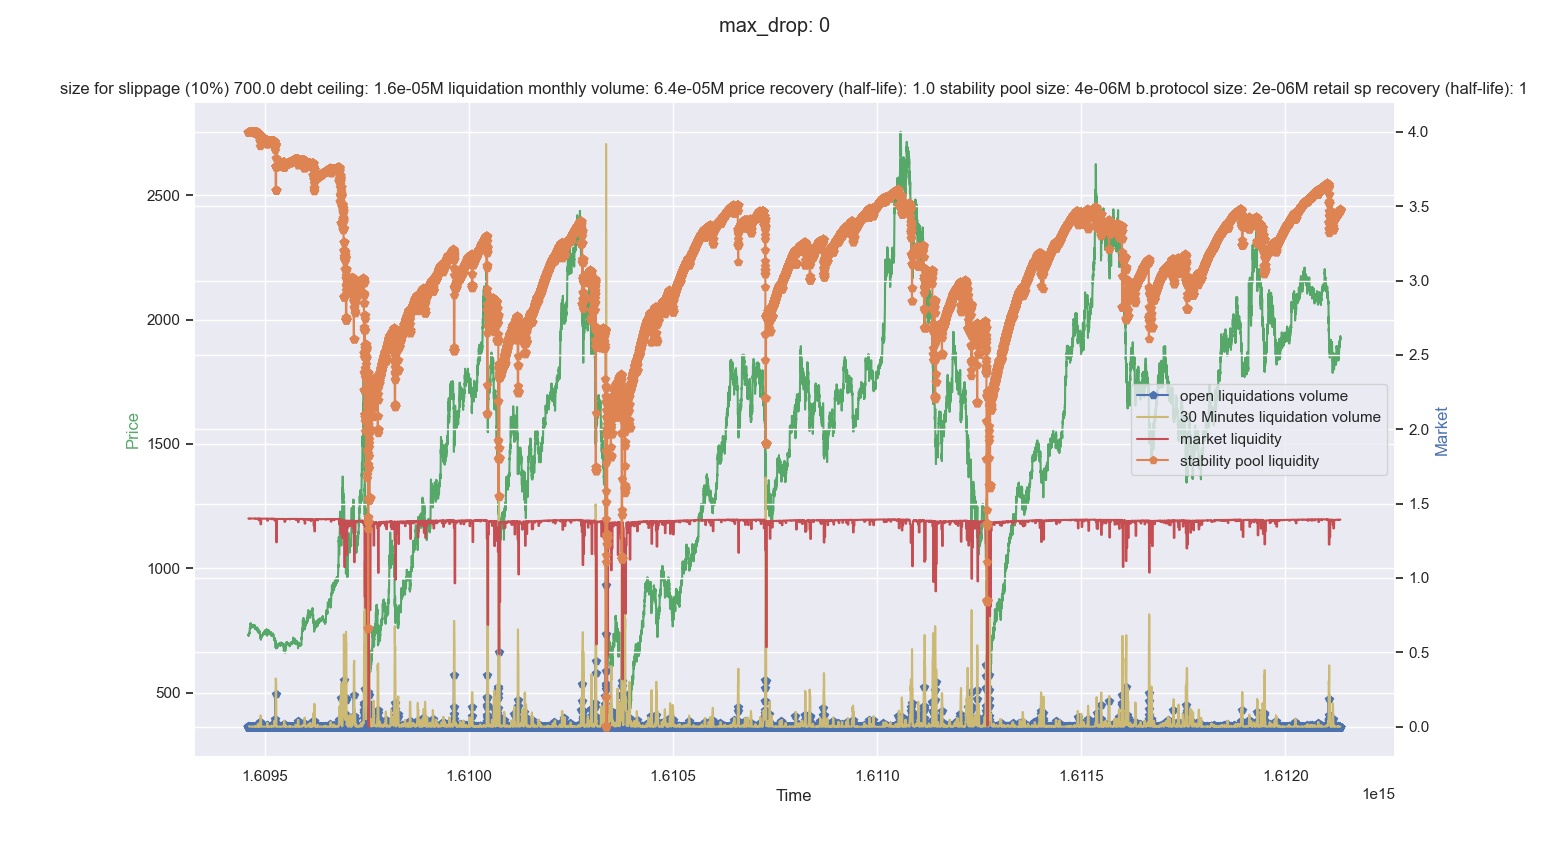 max_drop: 0
size for slippage (10%) 700.0 debt ceiling: 1.6e-05M liquidation monthly volume: 6.4e-05M price recovery (half-life): 1.0 stability pool size: 4e-06M b.protocol size: 2e-06M retail sp recovery (half-life): 1
4.0
2500
3.5
3.0
2000
2.5
open liquidations volume
30 Minutes liquidation volume
market liquidity
stability pool liquidity
Price
Market
2.0
1500
1.5
1000
1.0
0.5
500
0.0
1.6095 1.6100 1.6105 1.6110 1.6115 1.6120
Time
1e15